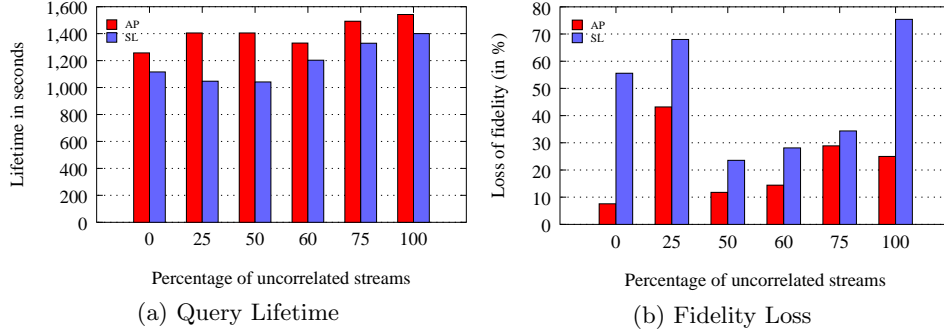 1,600
1,400
1,200
1,000
800
600
400
200
0
Lifetime in seconds
AP
SL
0 25 50 60 75 100
Percentage of uncorrelated streams
(a) Query Lifetime
80
70
60
50
40
30
20
10
0
Loss of fidelity (in %)
AP
SL
0 25 50 60 75 100
Percentage of uncorrelated streams
(b) Fidelity Loss